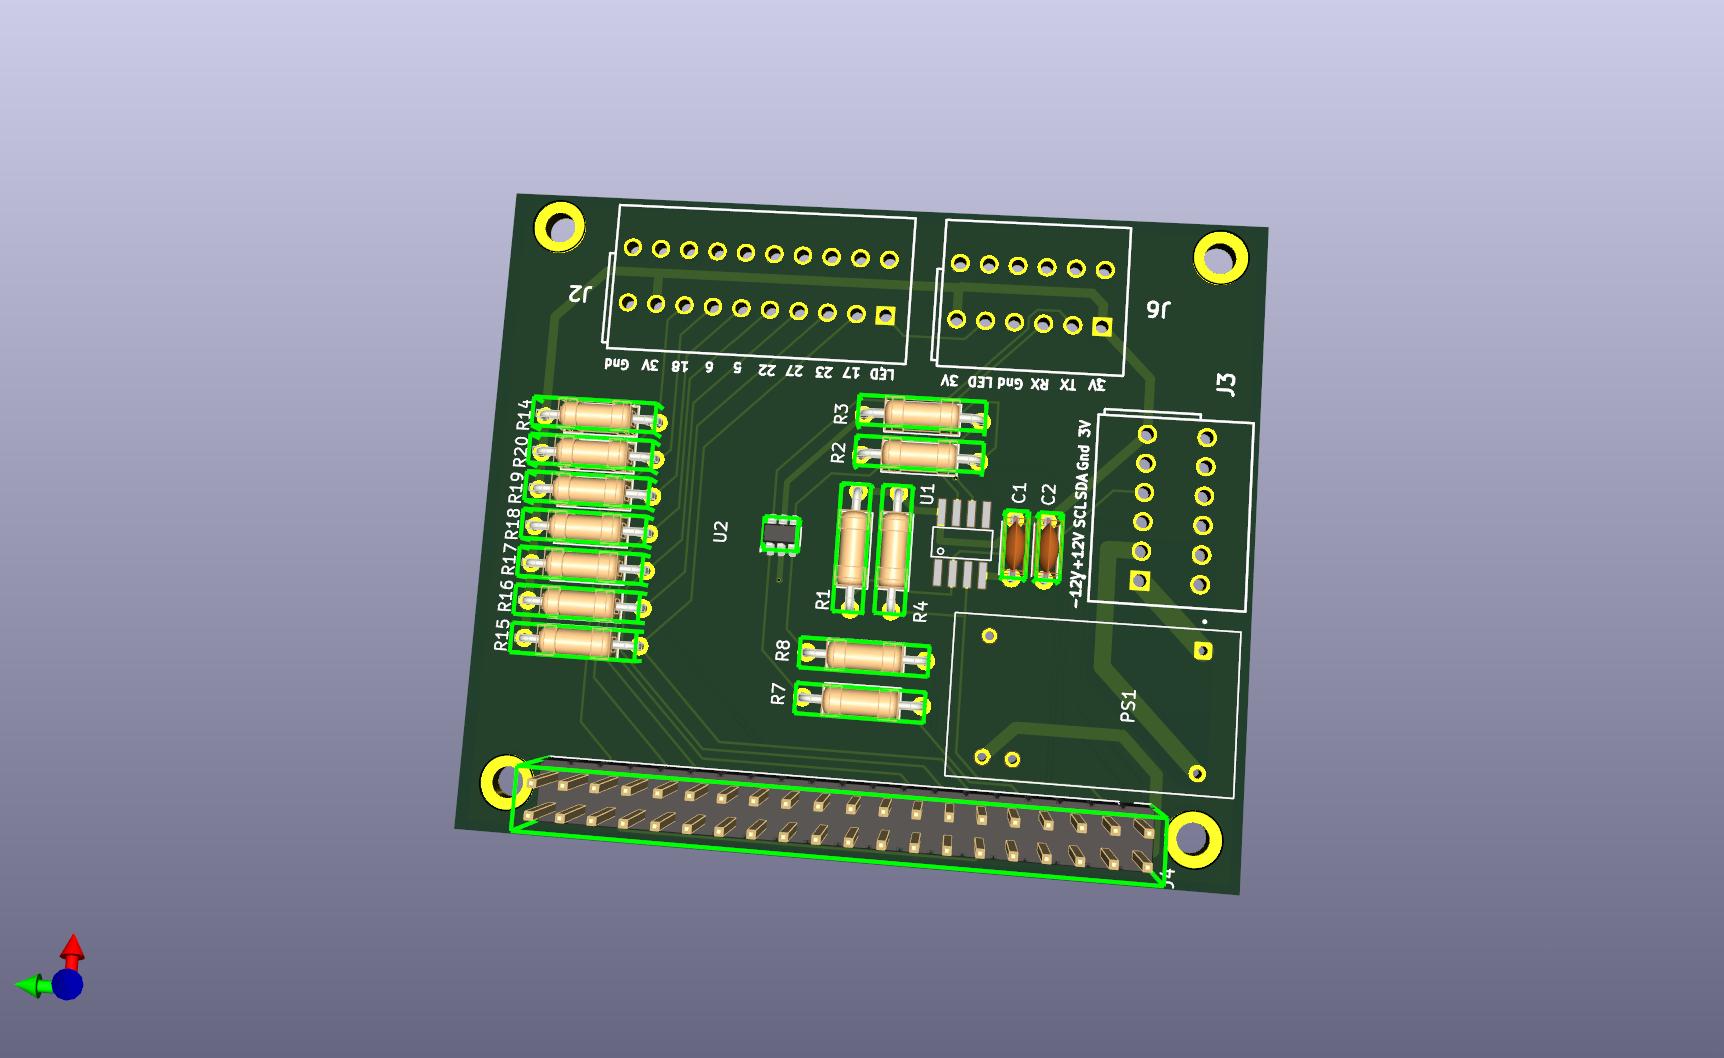 J2
J6
Gnd 3V 18 6 5 22 27 23 17 LED
3V LED Gnd RX TX 3V
J3
R14
R20
R19
R18
R17
R16
R15
R3
R2
U2
R1
R4
U1
C1
C2
-12V +12V SCL SDA Gnd 3V
R8
R7
PS1
J4